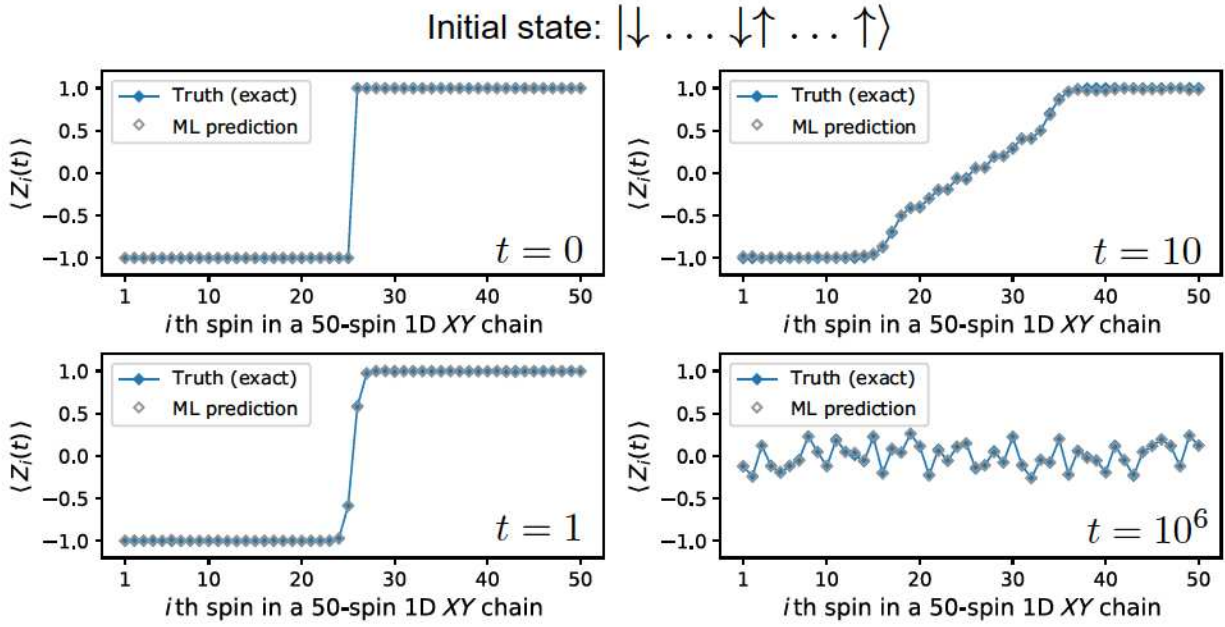 Initial state: |↓ … ↓↑ … ↑⟩
1.0
0.5
0.0
−0.5
−1.0
⟨Z_i(t)⟩
Truth (exact)
ML prediction
t = 0
1 10 20 30 40 50
i th spin in a 50-spin 1D XY chain
1.0
0.5
0.0
−0.5
−1.0
⟨Z_i(t)⟩
Truth (exact)
ML prediction
t = 10
1 10 20 30 40 50
i th spin in a 50-spin 1D XY chain
1.0
0.5
0.0
−0.5
−1.0
⟨Z_i(t)⟩
Truth (exact)
ML prediction
t = 1
1 10 20 30 40 50
i th spin in a 50-spin 1D XY chain
1.0
0.5
0.0
−0.5
−1.0
⟨Z_i(t)⟩
Truth (exact)
ML prediction
t = 10⁶
1 10 20 30 40 50
i th spin in a 50-spin 1D XY chain